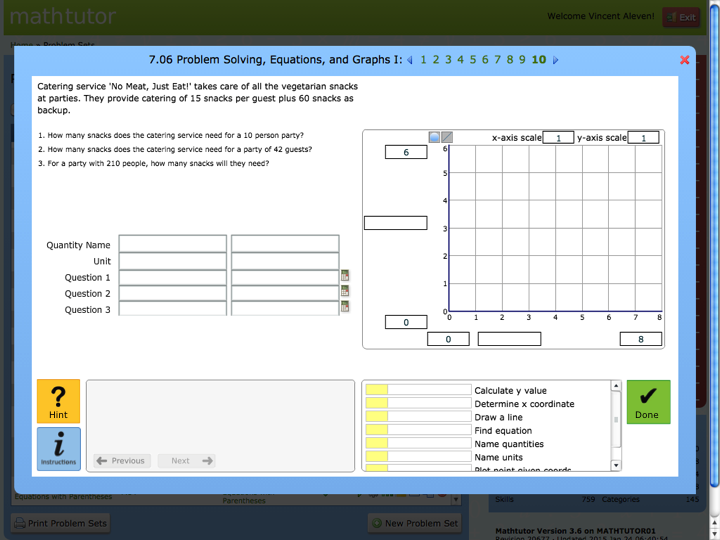 mathtutor
Welcome Vincent Aleven!
Exit
Home » Problem Sets
7.06 Problem Solving, Equations, and Graphs I: 1 2 3 4 5 6 7 8 9 10
Catering service 'No Meat, Just Eat!' takes care of all the vegetarian snacks
at parties. They provide catering of 15 snacks per guest plus 60 snacks as
backup.
1. How many snacks does the catering service need for a 10 person party?
2. How many snacks does the catering service need for a party of 42 guests?
3. For a party with 210 people, how many snacks will they need?
x-axis scale 1 y-axis scale 1
6
6
5
4
3
2
1
0
0 1 2 3 4 5 6 7 8
0
0 8
Quantity Name
Unit
Question 1
Question 2
Question 3
?
Hint
i
Instructions
Previous Next
Calculate y value
Determine x coordinate
Draw a line
Find equation
Name quantities
Name units
Plot point given coords
Done
Equations with Parentheses
Parentheses
Skills 759 Categories 145
Print Problem Sets
New Problem Set
Mathtutor Version 3.6 on MATHTUTOR01